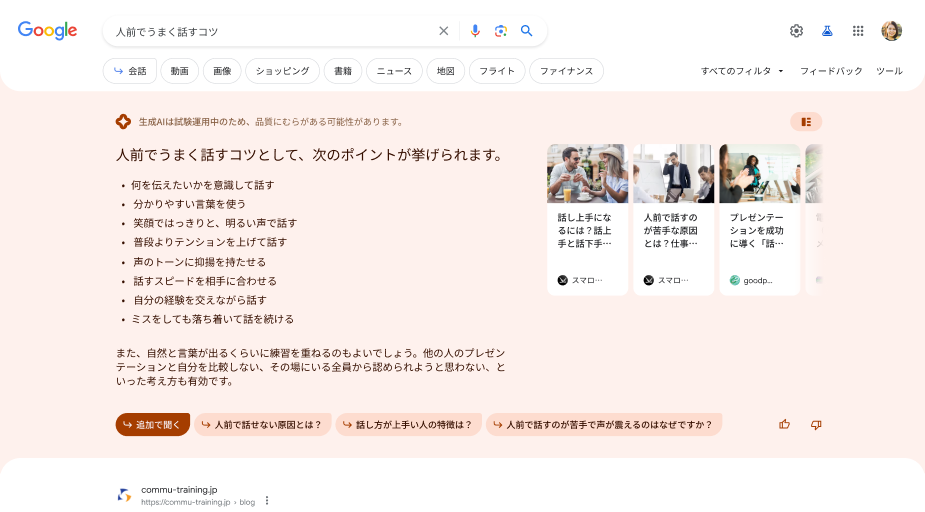 Google
人前でうまく話すコツ
会話
動画
画像
ショッピング
書籍
ニュース
地図
フライト
ファイナンス
すべてのフィルタ
フィードバック
ツール
生成AIは試験運用中のため、品質にむらがある可能性があります。
人前でうまく話すコツとして、次のポイントが挙げられます。
• 何を伝えたいかを意識して話す
• 分かりやすい言葉を使う
• 笑顔ではっきりと、明るい声で話す
• 普段よりテンションを上げて話す
• 声のトーンに抑揚を持たせる
• 話すスピードを相手に合わせる
• 自分の経験を交えながら話す
• ミスをしても落ち着いて話を続ける
また、自然と言葉が出るくらいに練習を重ねるのもよいでしょう。他の人のプレゼン
テーションと自分を比較しない、その場にいる全員から認められようと思わない、と
いった考え方も有効です。
話し上手にな
るには？話上
手と話下手…
スマロ…
人前で話すの
が苦手な原因
とは？仕事…
スマロ…
プレゼンテー
ションを成功
に導く「話…
goodp...
追加で聞く
人前で話せない原因とは？
話し方が上手い人の特徴は？
人前で話すのが苦手で声が震えるのはなぜですか？
commu-training.jp
https://commu-training.jp › blog